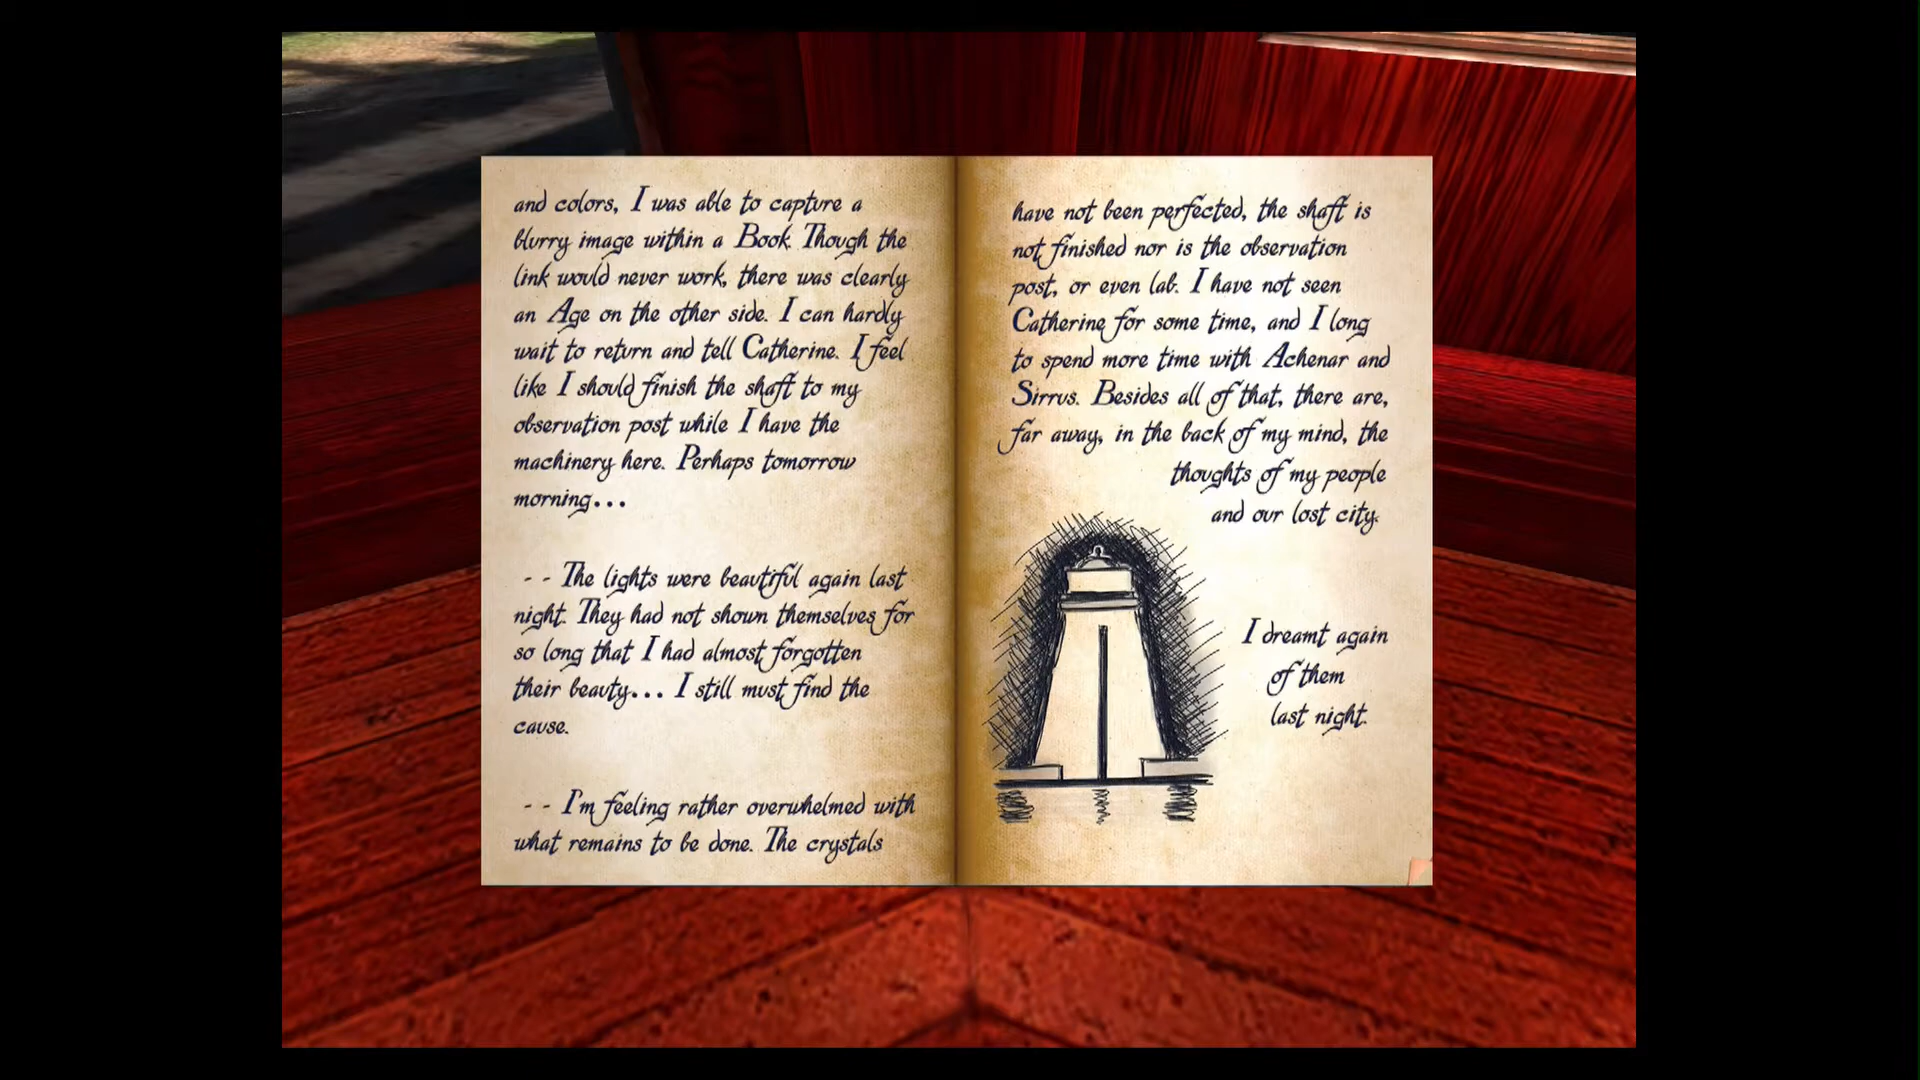 and colors, I was able to capture a
blurry image within a Book. Though the
link would never work, there was clearly
an Age on the other side. I can hardly
wait to return and tell Catherine. I feel
like I should finish the shaft to my
observation post while I have the
machinery here. Perhaps tomorrow
morning...
- - The lights were beautiful again last
night. They had not shown themselves for
so long that I had almost forgotten
their beauty... I still must find the
cause.
- - I'm feeling rather overwhelmed with
what remains to be done. The crystals
have not been perfected, the shaft is
not finished nor is the observation
post, or even lab. I have not seen
Catherine for some time, and I long
to spend more time with Achenar and
Sirrus. Besides all of that, there are,
far away, in the back of my mind, the
thoughts of my people
and our lost city.
I dreamt again
of them
last night.